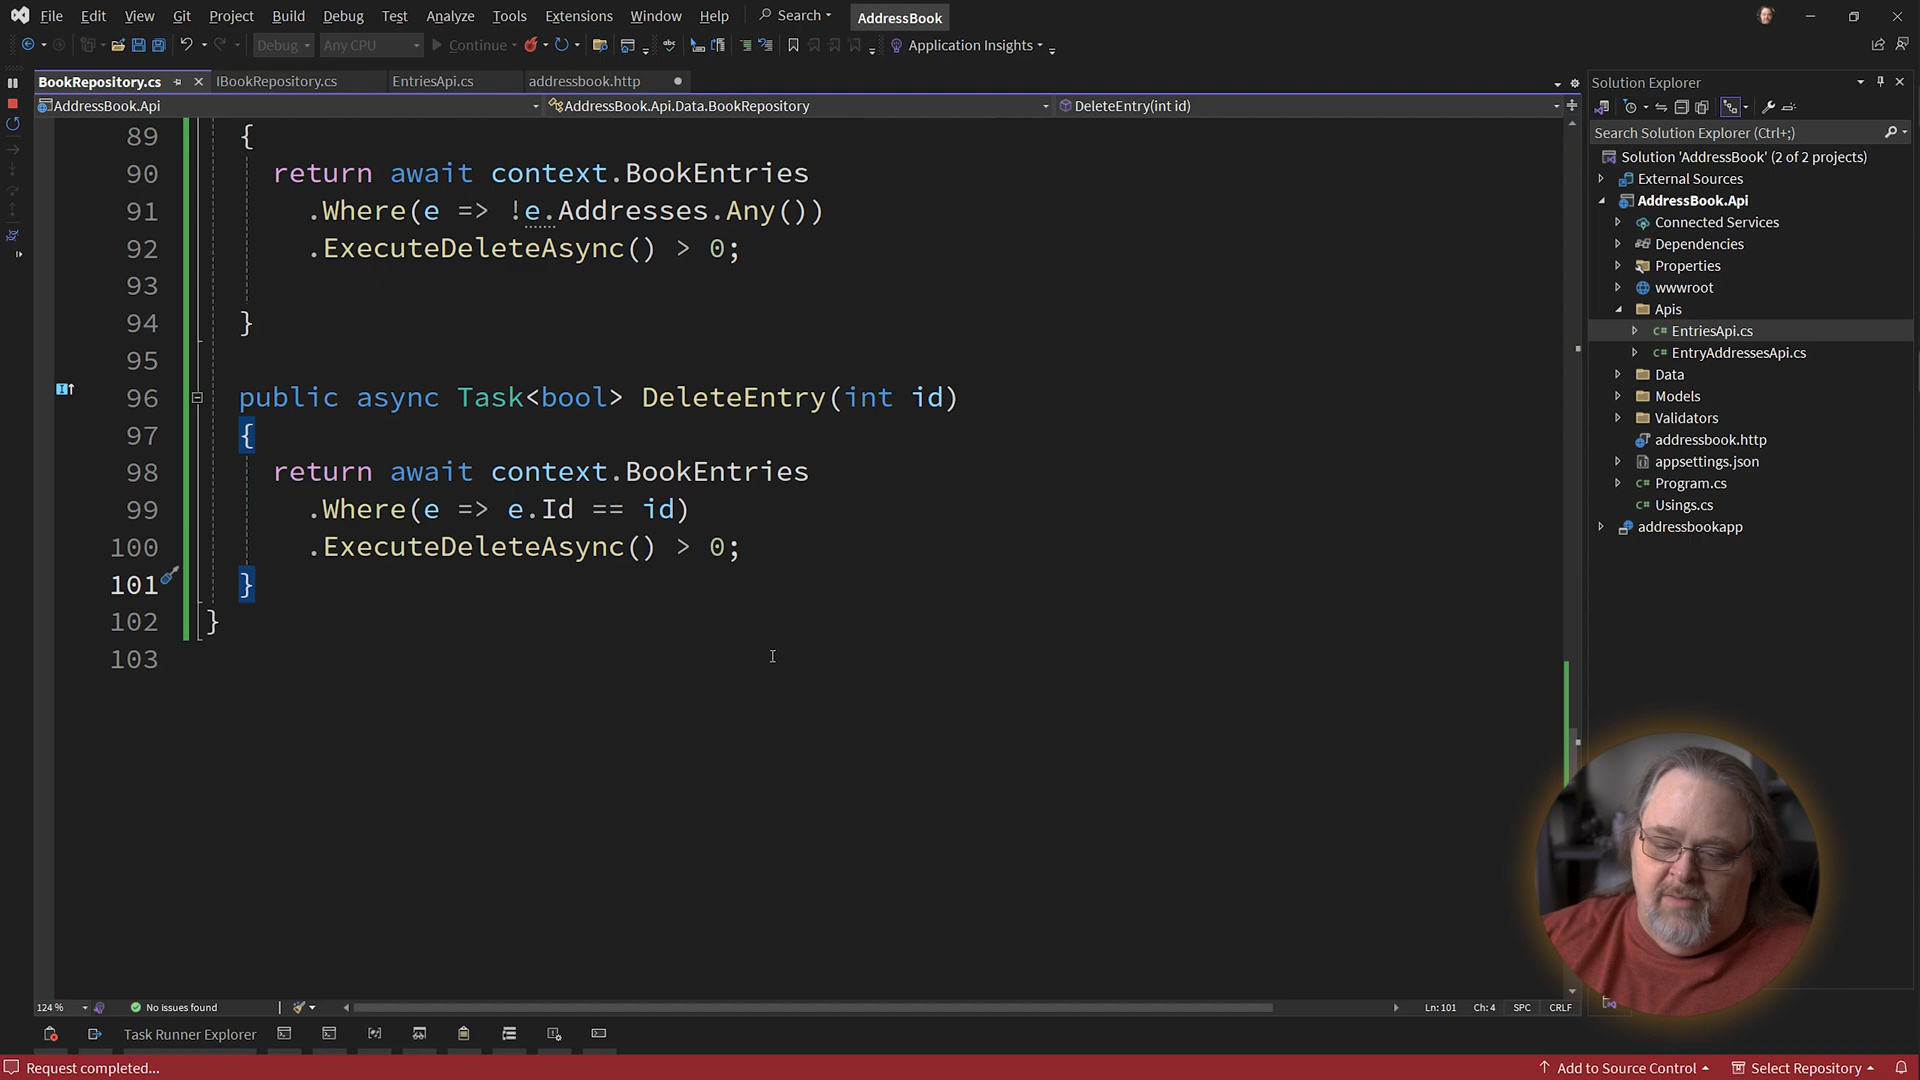 File Edit View Git Project Build Debug Test Analyze Tools Extensions Window Help Search AddressBook
Debug Any CPU Continue Application Insights
BookRepository.cs IBookRepository.cs EntriesApi.cs addressbook.http
AddressBook.Api AddressBook.Api.Data.BookRepository DeleteEntry(int id)
89 {
90 return await context.BookEntries
91 .Where(e => !e.Addresses.Any())
92 .ExecuteDeleteAsync() > 0;
93
94 }
95
96 public async Task<bool> DeleteEntry(int id)
97 {
98 return await context.BookEntries
99 .Where(e => e.Id == id)
100 .ExecuteDeleteAsync() > 0;
101 }
102 }
103
Solution Explorer
Search Solution Explorer (Ctrl+;)
Solution 'AddressBook' (2 of 2 projects)
External Sources
AddressBook.Api
Connected Services
Dependencies
Properties
wwwroot
Apis
C# EntriesApi.cs
C# EntryAddressesApi.cs
Data
Models
Validators
addressbook.http
appsettings.json
C# Program.cs
C# Usings.cs
addressbookapp
124 % No issues found Ln: 101 Ch: 4 SPC CRLF
Task Runner Explorer
Request completed... Add to Source Control Select Repository